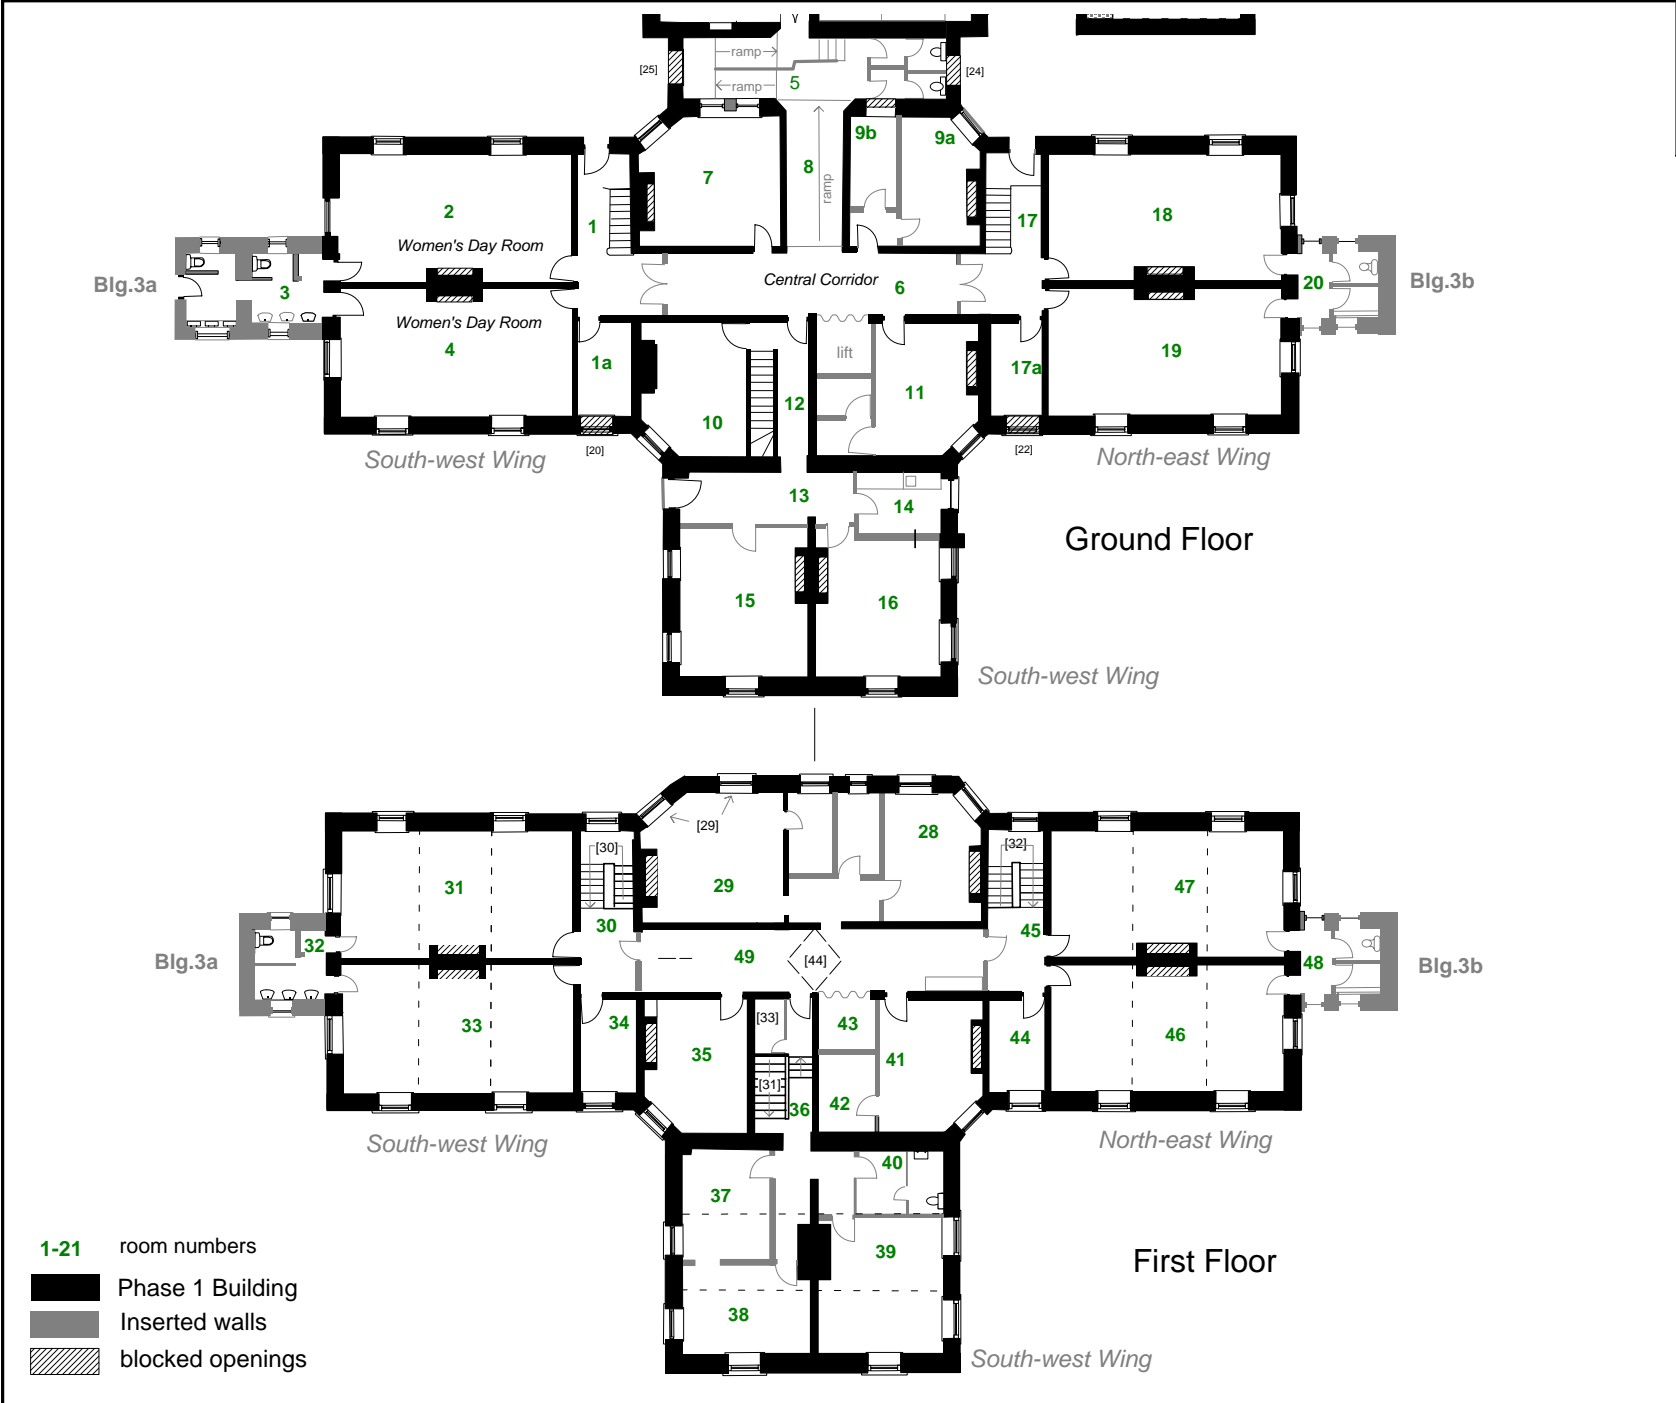 ramp
[25]
[24]
ramp
5
9b
9a
7
8
ramp
2
1
17
18
Women's Day Room
Blg.3a
3
Central Corridor
6
20
Blg.3b
Women's Day Room
4
lift
1a
17a
19
11
12
10
[20]
[22]
South-west Wing
North-east Wing
13
14
Ground Floor
15
16
South-west Wing
[29]
28
[30]
[32]
31
29
47
30
45
32
49
[44]
48
Blg.3a
Blg.3b
33
34
[33]
43
44
46
35
41
[31]
36
42
South-west Wing
North-east Wing
40
37
39
38
First Floor
South-west Wing
1-21 room numbers
Phase 1 Building
Inserted walls
blocked openings